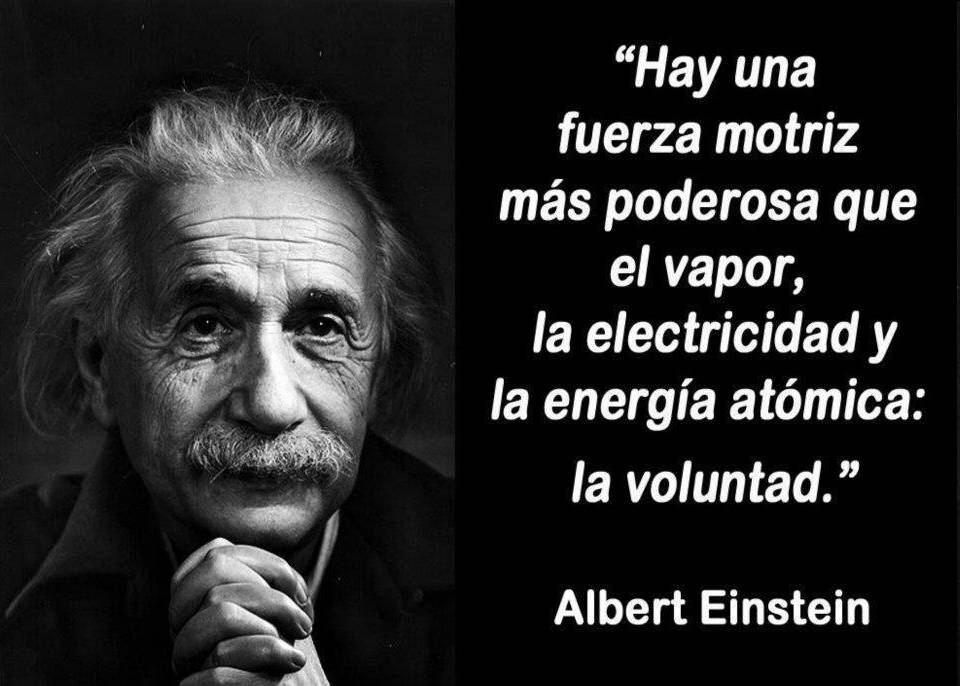 “Hay una
fuerza motriz
más poderosa que
el vapor,
la electricidad y
la energía atómica:
la voluntad.”
Albert Einstein